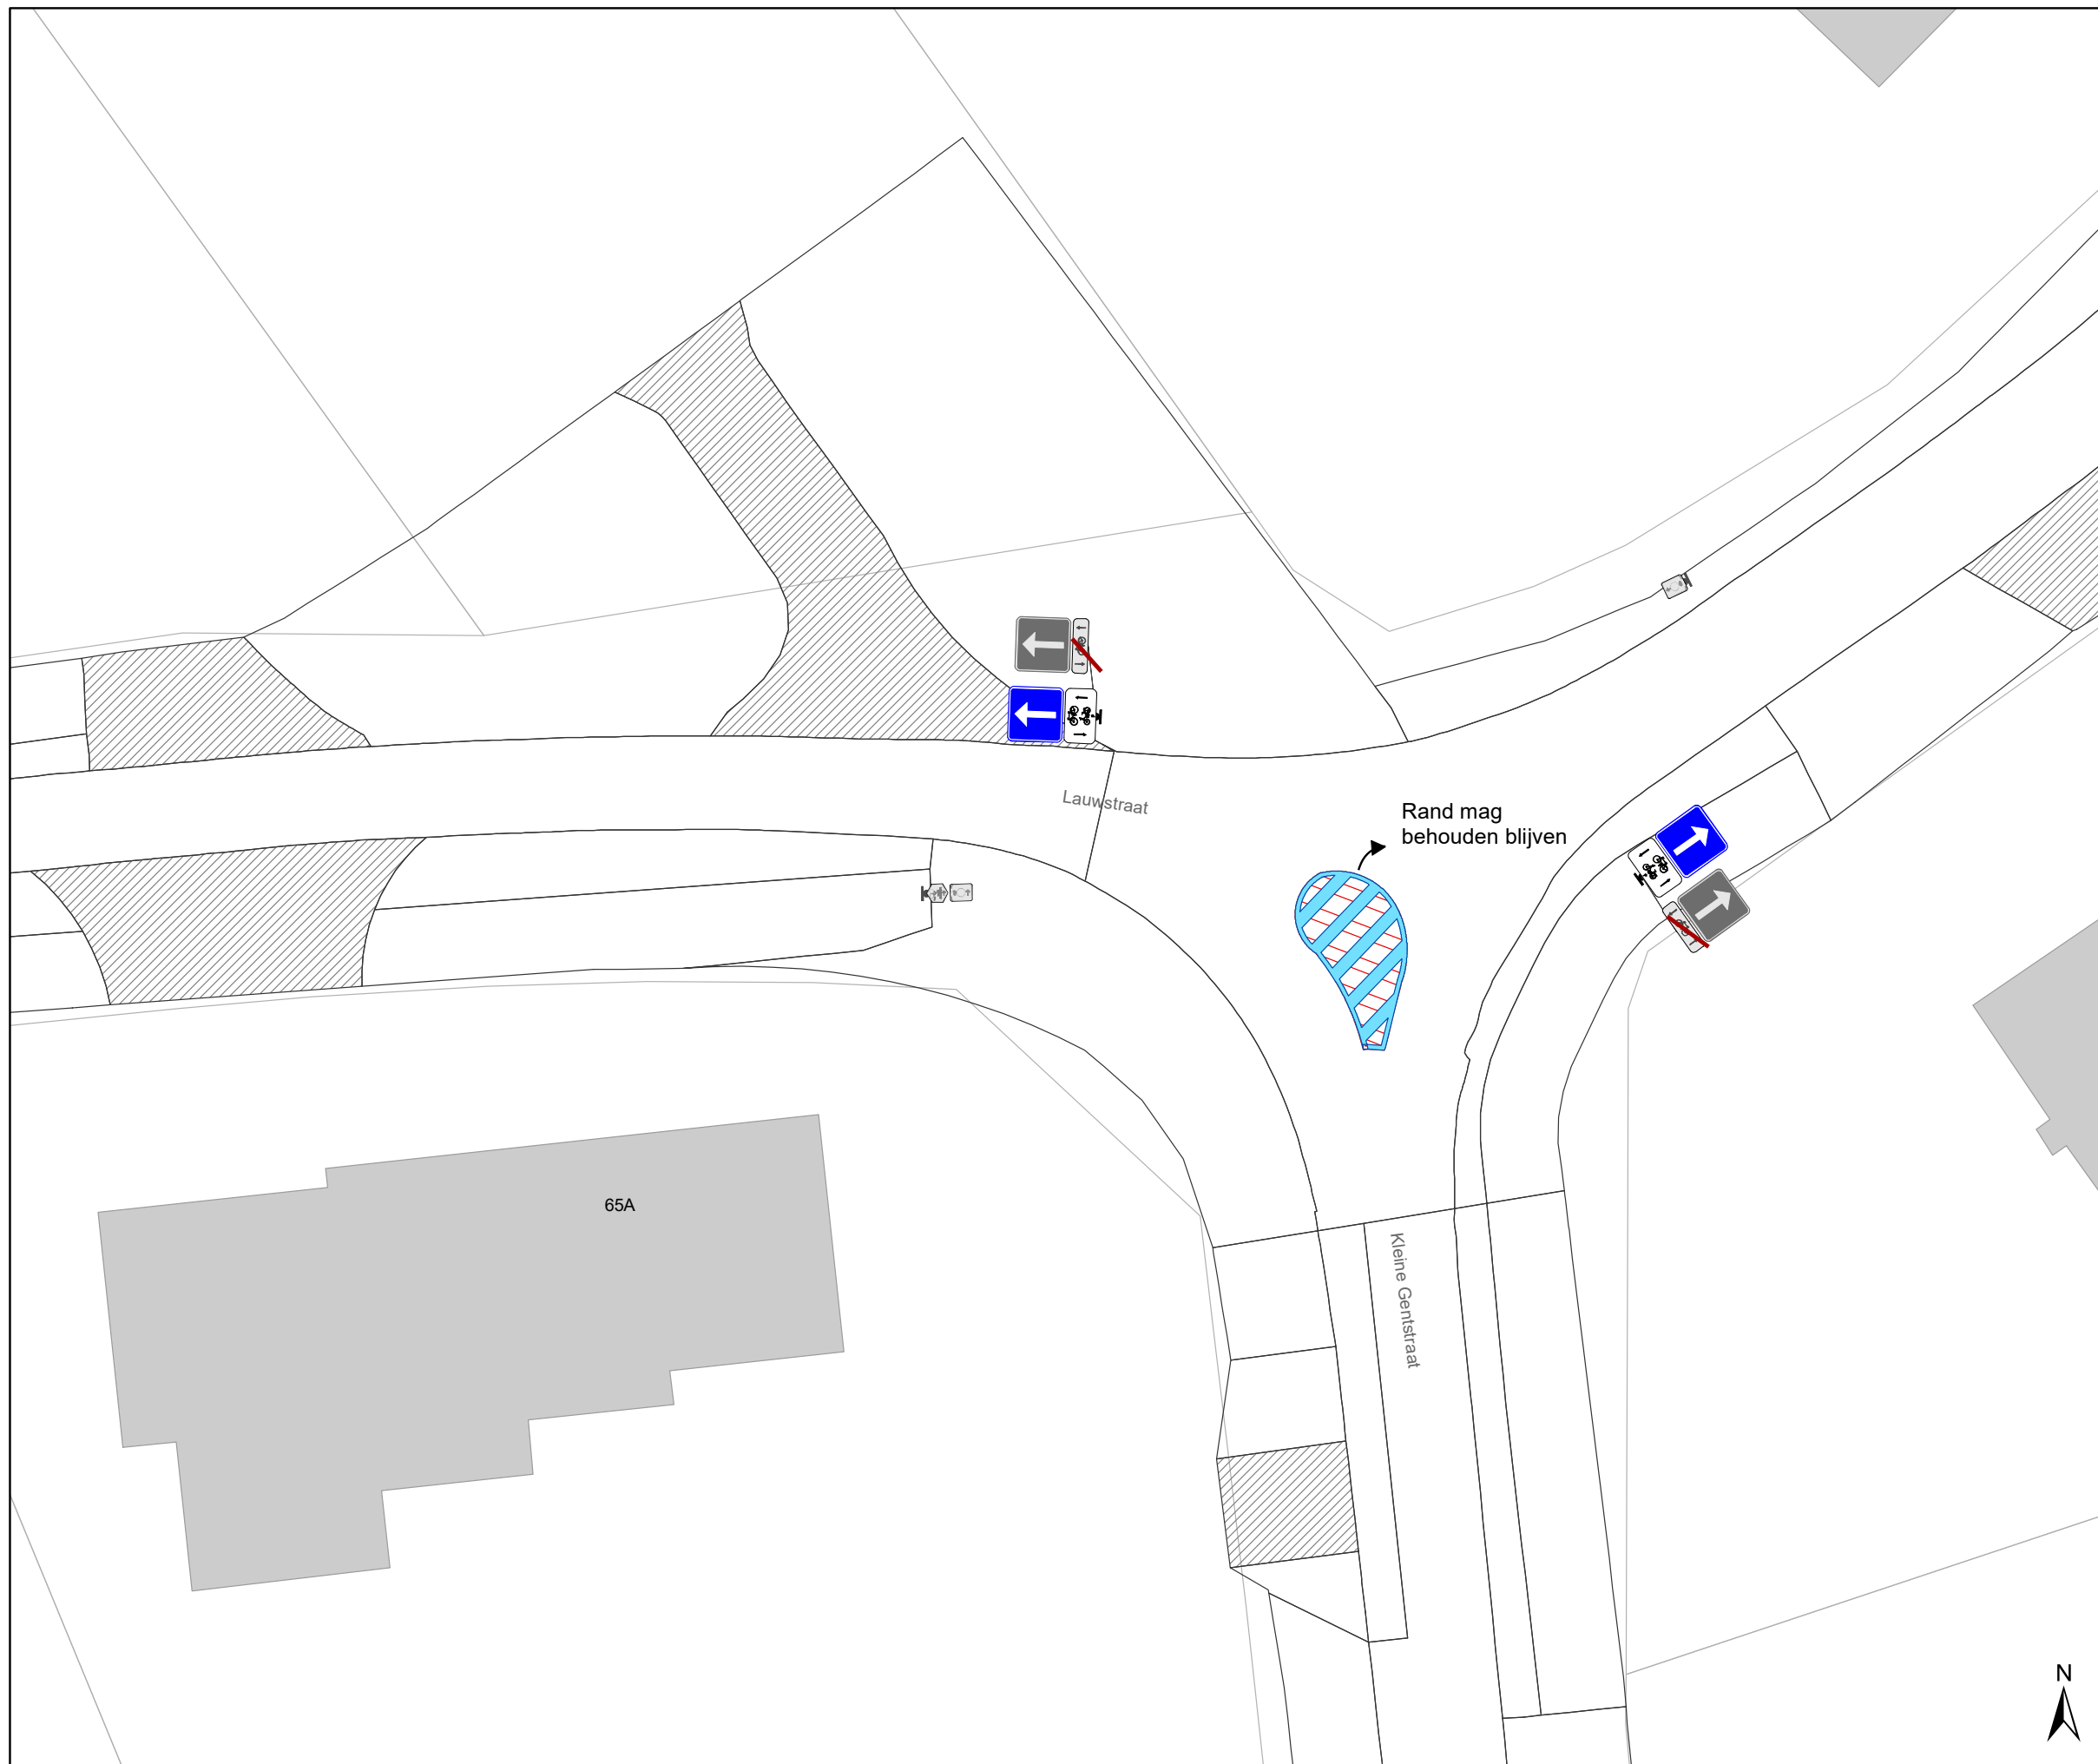 Lauwstraat
Rand mag
behouden blijven
65A
Kleine Gentstraat
N